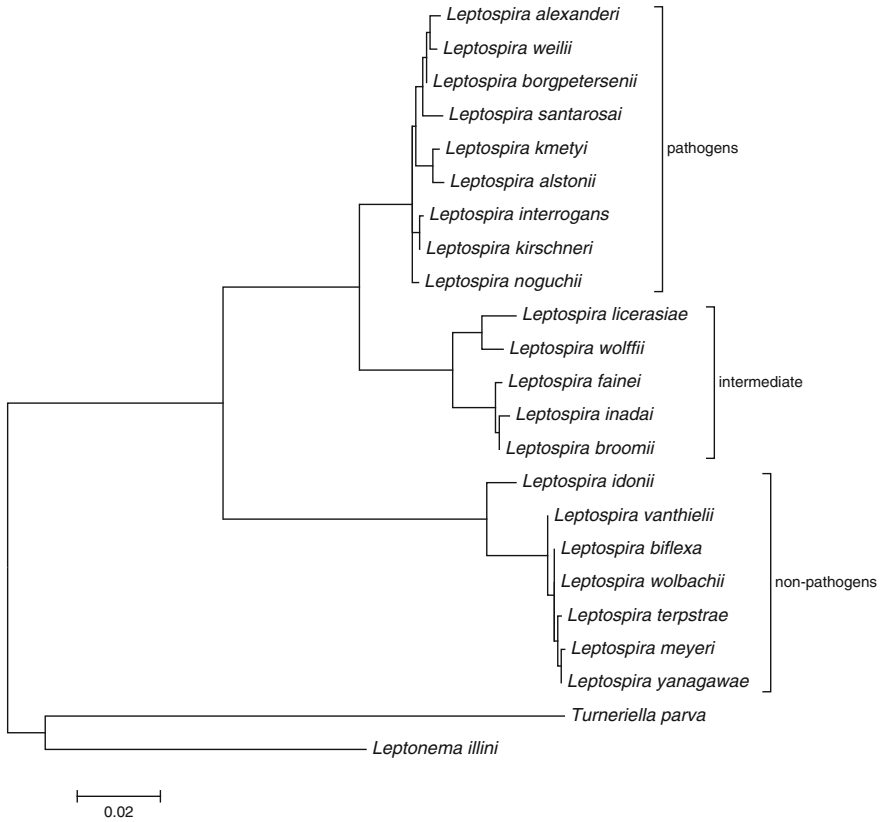 Leptospira alexanderi
Leptospira weilii
Leptospira borgpetersenii
Leptospira santarosai
Leptospira kmetyi
pathogens
Leptospira alstonii
Leptospira interrogans
Leptospira kirschneri
Leptospira noguchii
Leptospira licerasiae
Leptospira wolffii
Leptospira fainei
intermediate
Leptospira inadai
Leptospira broomii
Leptospira idonii
Leptospira vanthielii
Leptospira biflexa
Leptospira wolbachii
non-pathogens
Leptospira terpstrae
Leptospira meyeri
Leptospira yanagawae
Turneriella parva
Leptonema illini
0.02